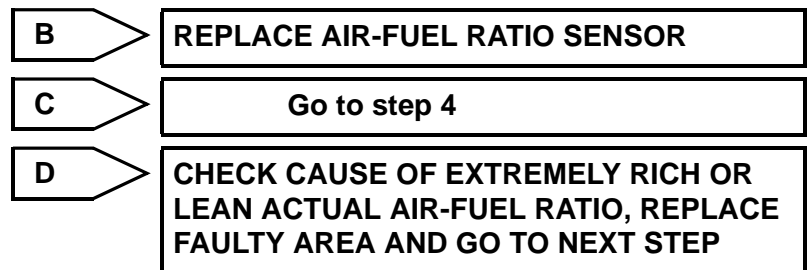 B
REPLACE AIR-FUEL RATIO SENSOR
C
Go to step 4
D
CHECK CAUSE OF EXTREMELY RICH OR
LEAN ACTUAL AIR-FUEL RATIO, REPLACE
FAULTY AREA AND GO TO NEXT STEP